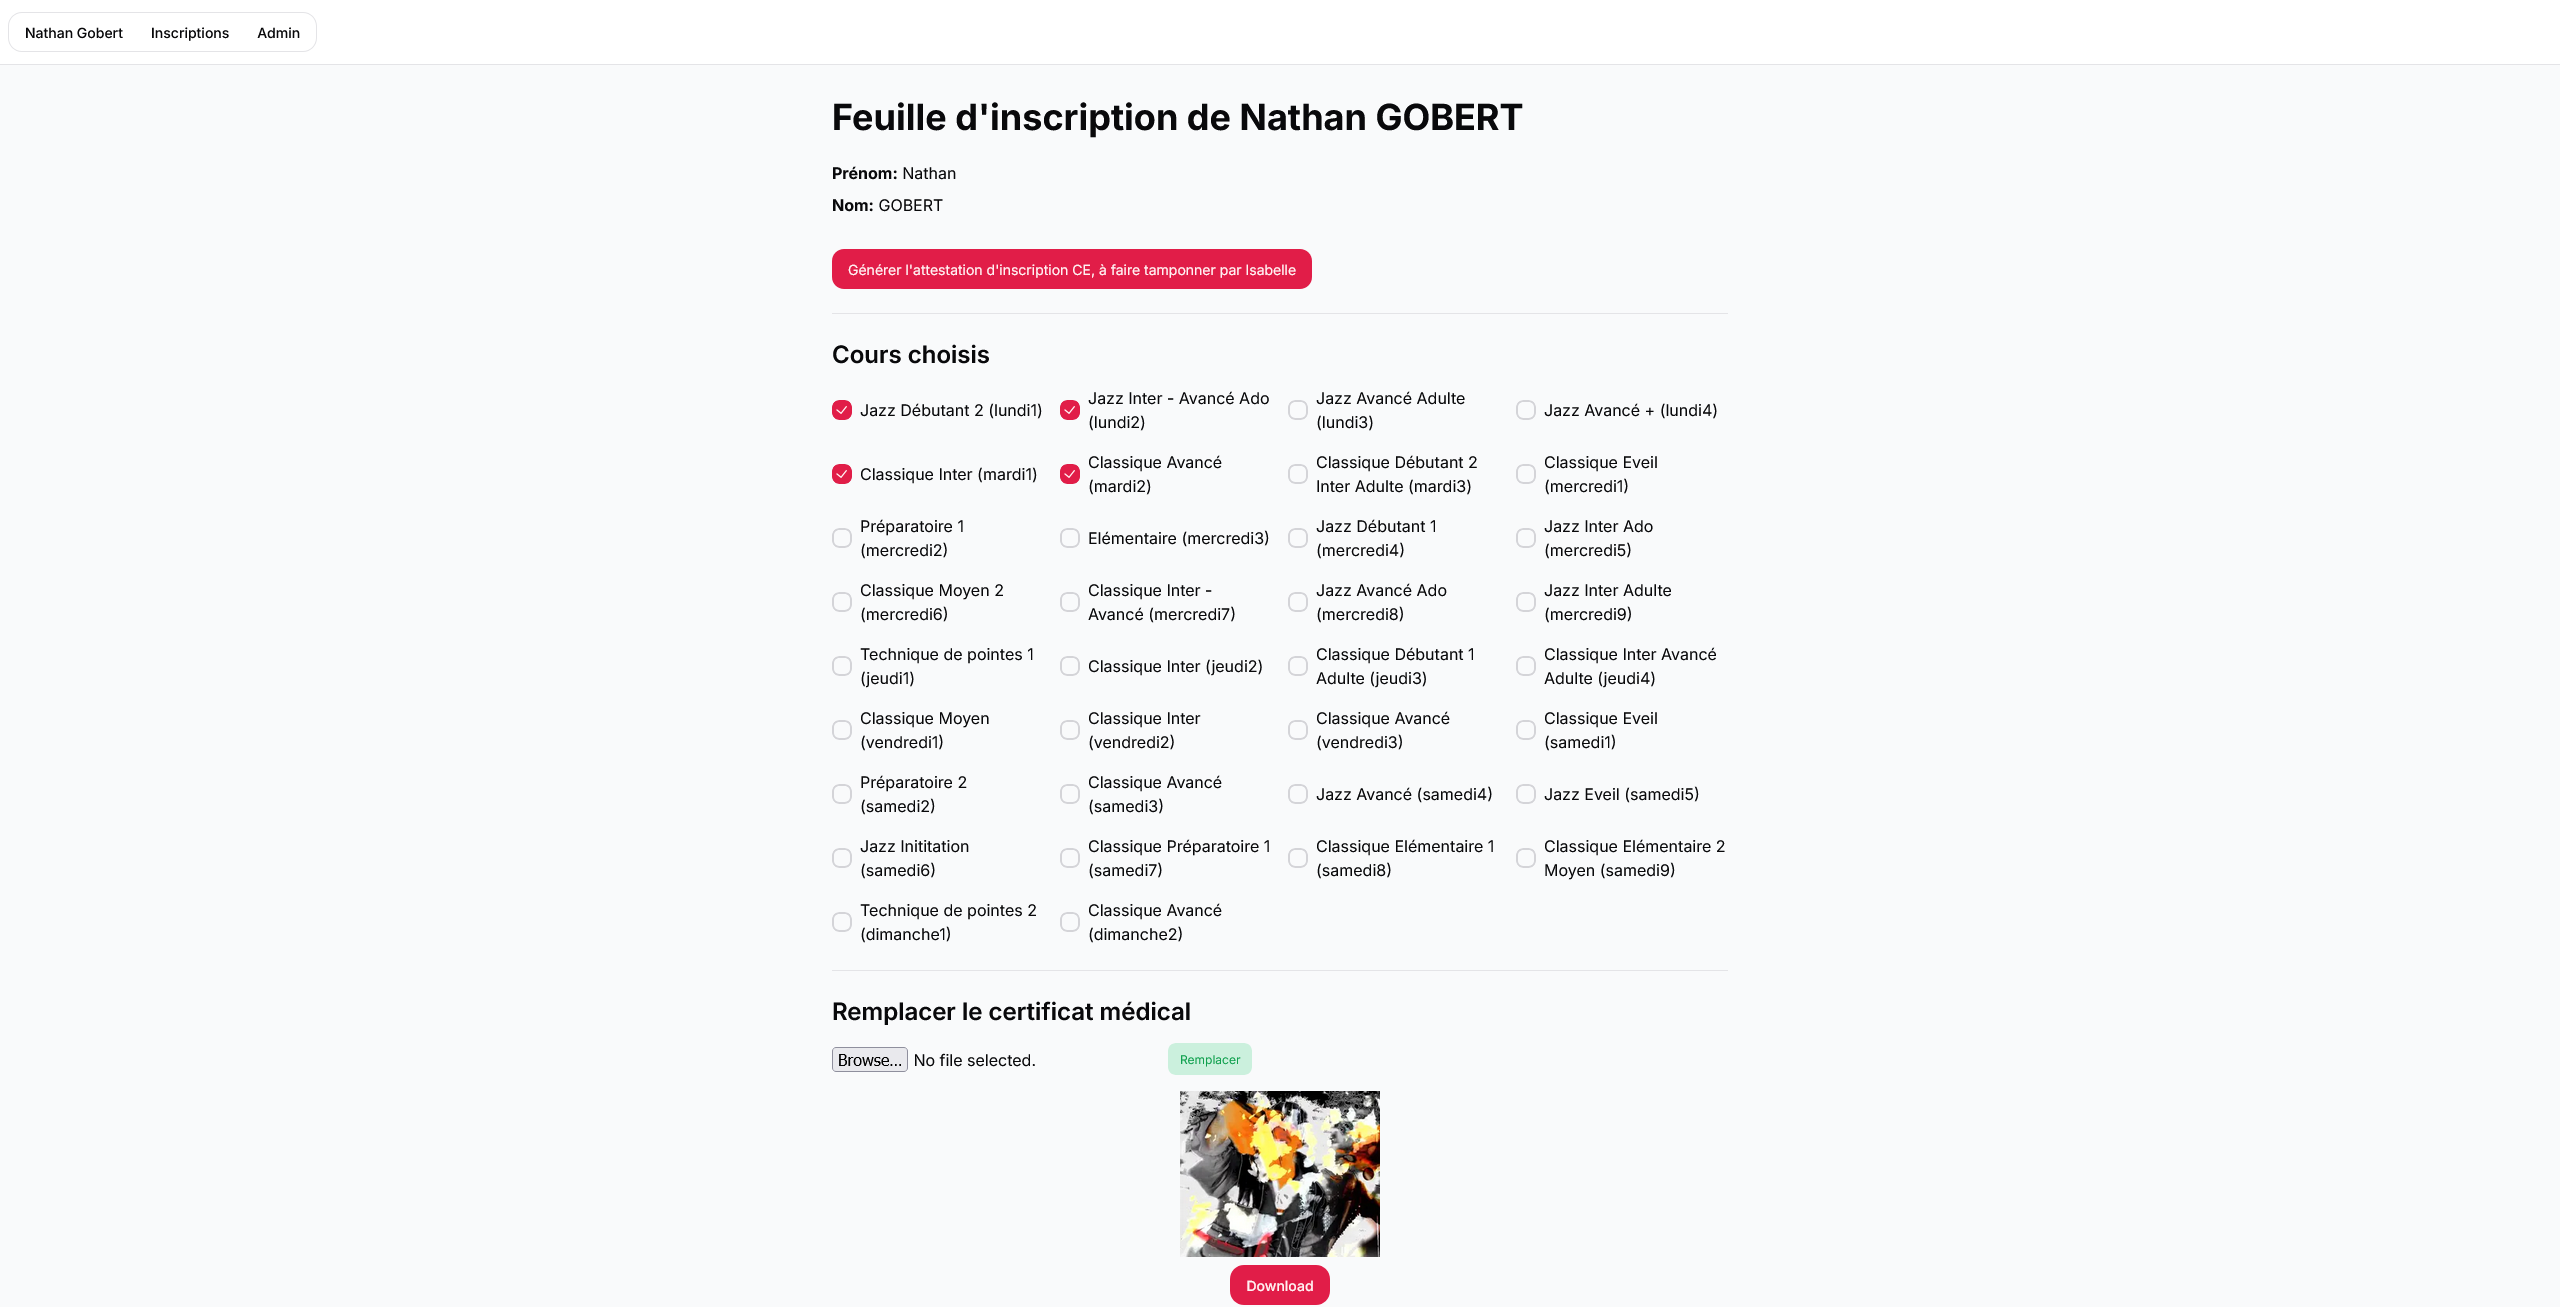 Nathan Gobert Inscriptions Admin
Feuille d'inscription de Nathan GOBERT
Prénom: Nathan
Nom: GOBERT
Générer l'attestation d'inscription CE, à faire tamponner par Isabelle
Cours choisis
Jazz Débutant 2 (lundi1)
Jazz Inter - Avancé Ado
(lundi2)
Jazz Avancé Adulte
(lundi3)
Jazz Avancé + (lundi4)
Classique Inter (mardi1)
Classique Avancé
(mardi2)
Classique Débutant 2
Inter Adulte (mardi3)
Classique Eveil
(mercredi1)
Préparatoire 1
(mercredi2)
Elémentaire (mercredi3)
Jazz Débutant 1
(mercredi4)
Jazz Inter Ado
(mercredi5)
Classique Moyen 2
(mercredi6)
Classique Inter -
Avancé (mercredi7)
Jazz Avancé Ado
(mercredi8)
Jazz Inter Adulte
(mercredi9)
Technique de pointes 1
(jeudi1)
Classique Inter (jeudi2)
Classique Débutant 1
Adulte (jeudi3)
Classique Inter Avancé
Adulte (jeudi4)
Classique Moyen
(vendredi1)
Classique Inter
(vendredi2)
Classique Avancé
(vendredi3)
Classique Eveil
(samedi1)
Préparatoire 2
(samedi2)
Classique Avancé
(samedi3)
Jazz Avancé (samedi4)
Jazz Eveil (samedi5)
Jazz Inititation
(samedi6)
Classique Préparatoire 1
(samedi7)
Classique Elémentaire 1
(samedi8)
Classique Elémentaire 2
Moyen (samedi9)
Technique de pointes 2
(dimanche1)
Classique Avancé
(dimanche2)
Remplacer le certificat médical
Browse... No file selected.
Remplacer
Download